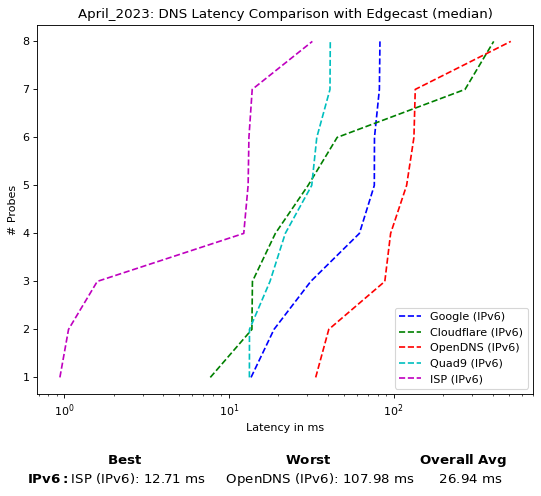 April_2023: DNS Latency Comparison with Edgecast (median)
8
7
6
5
4
3
2
1
# Probes
10⁰
10¹
10²
Latency in ms
Google (IPv6)
Cloudflare (IPv6)
OpenDNS (IPv6)
Quad9 (IPv6)
ISP (IPv6)
Best Worst Overall Avg
IPv6: ISP (IPv6): 12.71 ms OpenDNS (IPv6): 107.98 ms 26.94 ms